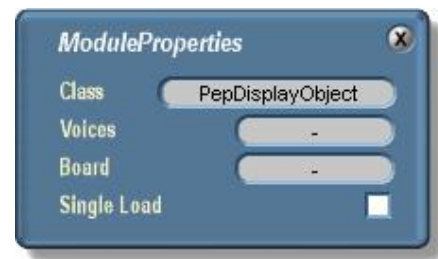 ModuleProperties X
Class PepDisplayObject
Voices -
Board -
Single Load